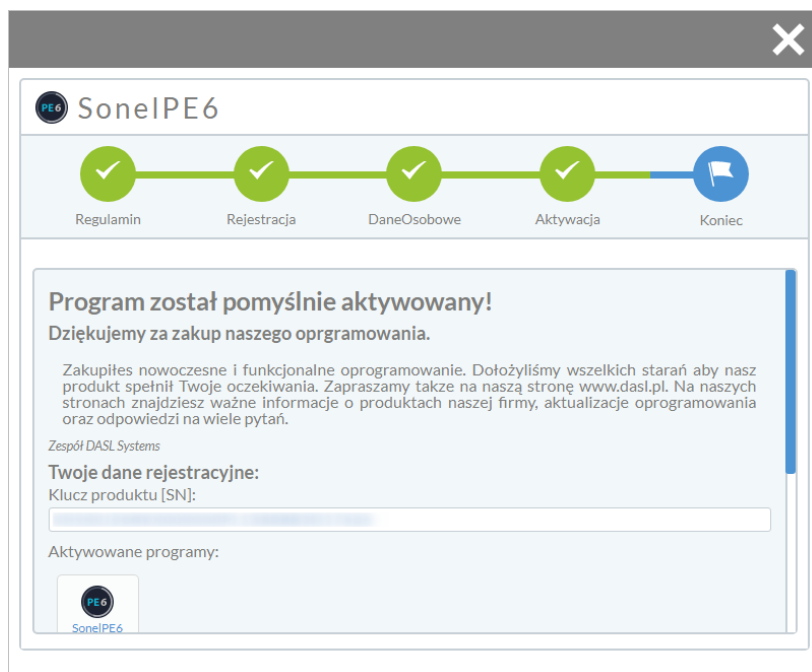 PE6 SonelPE6
Regulamin Rejestracja DaneOsobowe Aktywacja Koniec
Program został pomyślnie aktywowany!
Dziękujemy za zakup naszego oprgramowania.
Zakupiłes nowoczesne i funkcjonalne oprogramowanie. Dołożyliśmy wszelkich starań aby nasz
produkt spełnił Twoje oczekiwania. Zapraszamy takze na naszą stronę www.dasl.pl. Na naszych
stronach znajdziesz ważne informacje o produktach naszej firmy, aktualizacje oprogramowania
oraz odpowiedzi na wiele pytań.
Zespół DASL Systems
Twoje dane rejestracyjne:
Klucz produktu [SN]:
Aktywowane programy:
PE6
SonelPE6